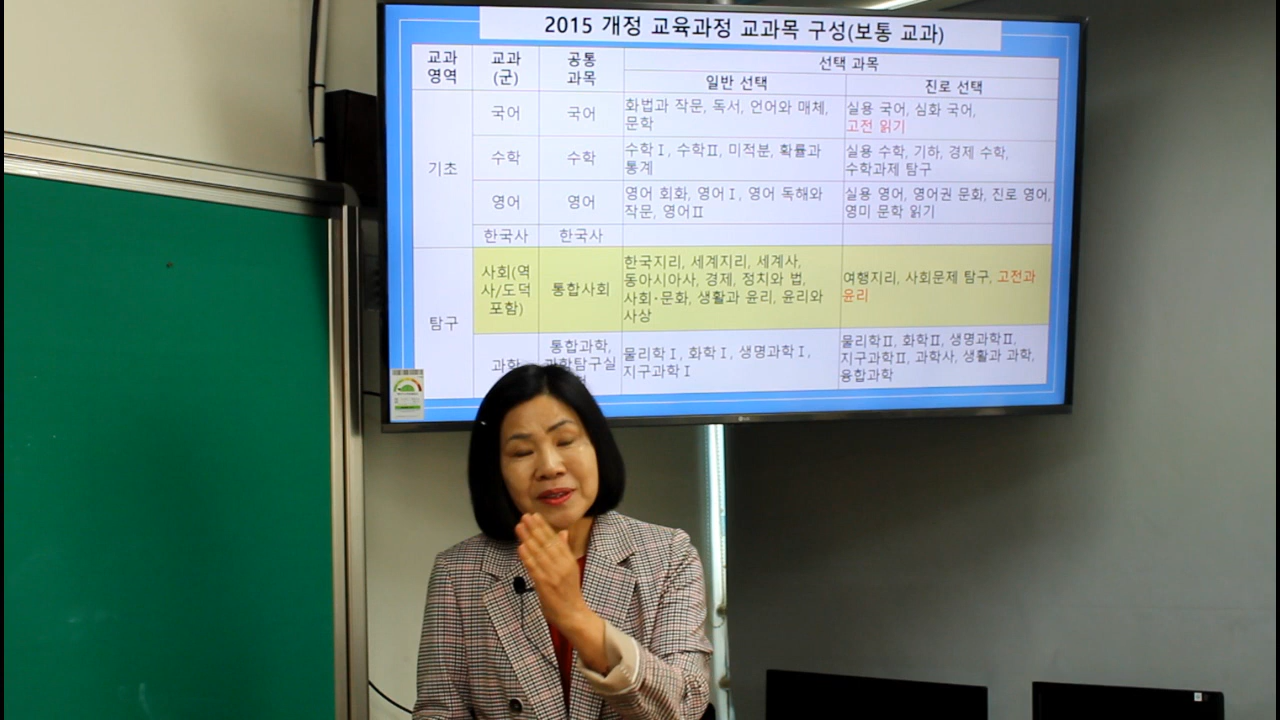 2015 개정 교육과정 교과목 구성(보통 교과)
교과
영역
교과
(군)
공통
과목
선택 과목
일반 선택
진로 선택
기초
국어
국어
화법과 작문, 독서, 언어와 매체,
문학
실용 국어, 심화 국어,
고전 읽기
수학
수학
수학Ⅰ, 수학Ⅱ, 미적분, 확률과
통계
실용 수학, 기하, 경제 수학,
수학과제 탐구
영어
영어
영어 회화, 영어Ⅰ, 영어 독해와
작문, 영어Ⅱ
실용 영어, 영어권 문화, 진로 영어,
영미 문학 읽기
한국사
한국사
탐구
사회(역
사/도덕
포함)
통합사회
한국지리, 세계지리, 세계사,
동아시아사, 경제, 정치와 법,
사회·문화, 생활과 윤리, 윤리와
사상
여행지리, 사회문제 탐구, 고전과
윤리
과학
통합과학,
과학탐구실
물리학Ⅰ, 화학Ⅰ, 생명과학Ⅰ,
지구과학Ⅰ
물리학Ⅱ, 화학Ⅱ, 생명과학Ⅱ,
지구과학Ⅱ, 과학사, 생활과 과학,
융합과학
LG